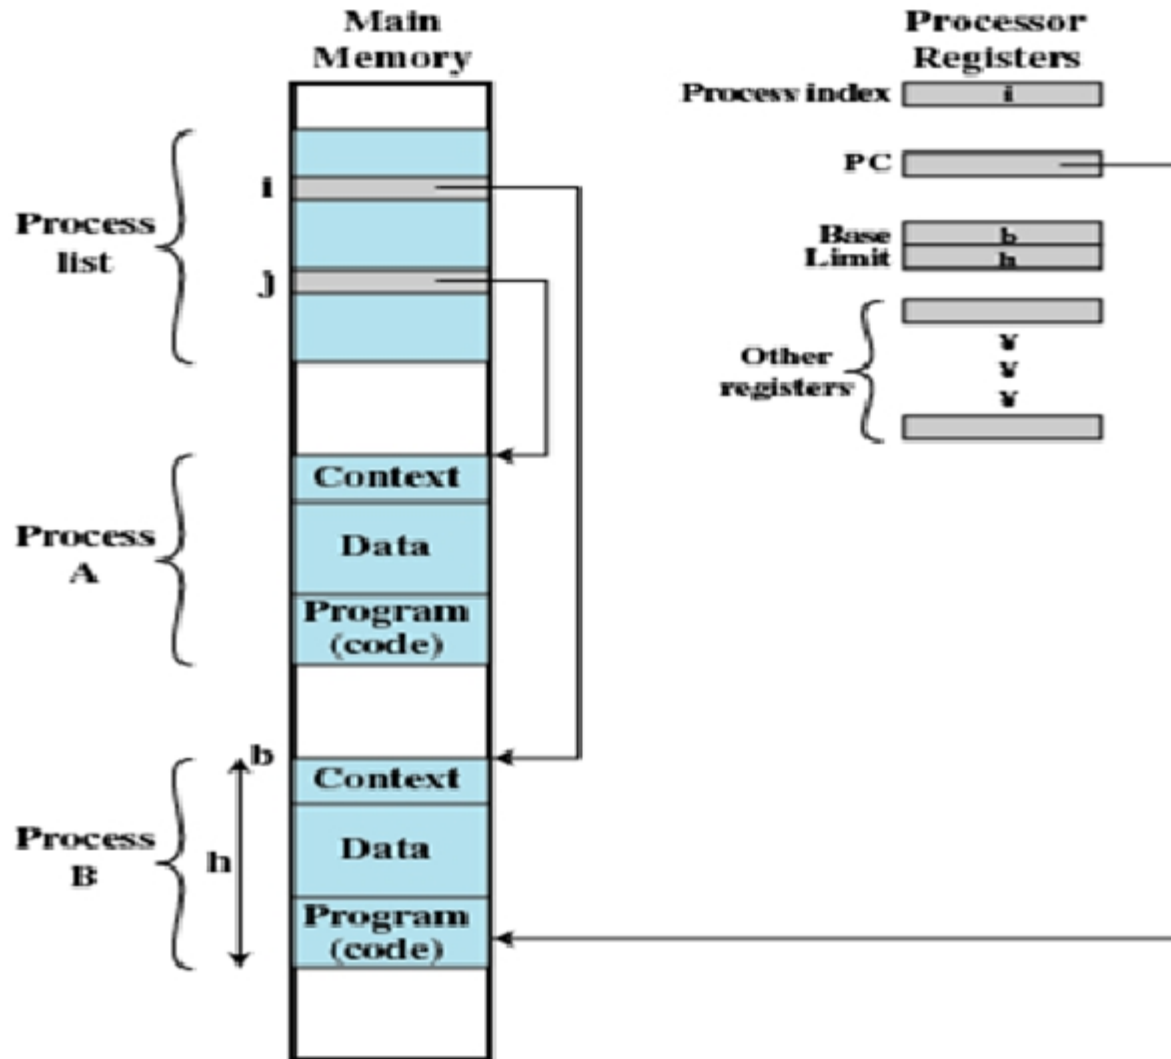 Main
Memory
Processor
Registers
Process index
i
PC
Base
b
Limit
h
Other
registers
¥
¥
¥
Process
list
i
j
Process
A
Context
Data
Program
(code)
Process
B
b
h
Context
Data
Program
(code)